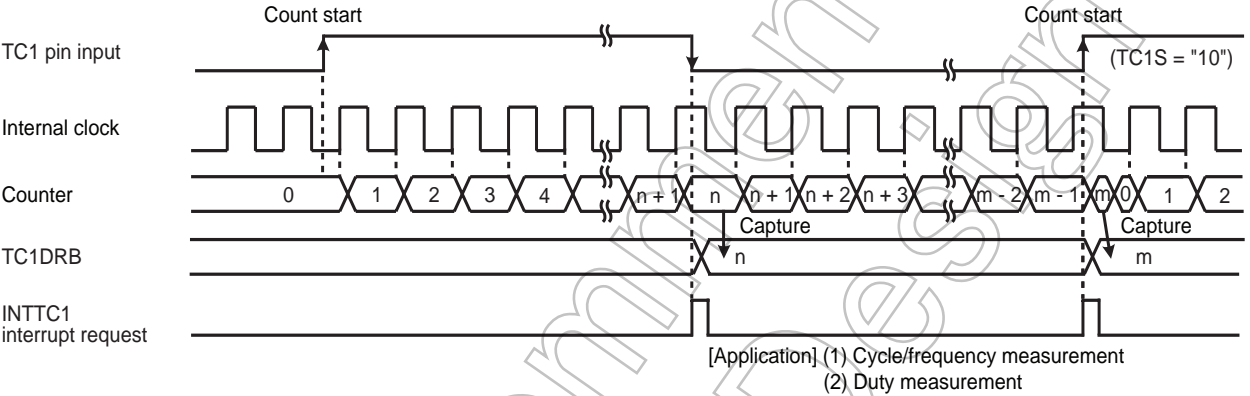 Count start Count start
TC1 pin input (TC1S = "10")
Internal clock
Counter 0 1 2 3 4 n + 1 n n + 1 n + 2 n + 3 m - 2 m - 1 m 0 1 2
Capture Capture
TC1DRB n m
INTTC1
interrupt request
[Application] (1) Cycle/frequency measurement
(2) Duty measurement